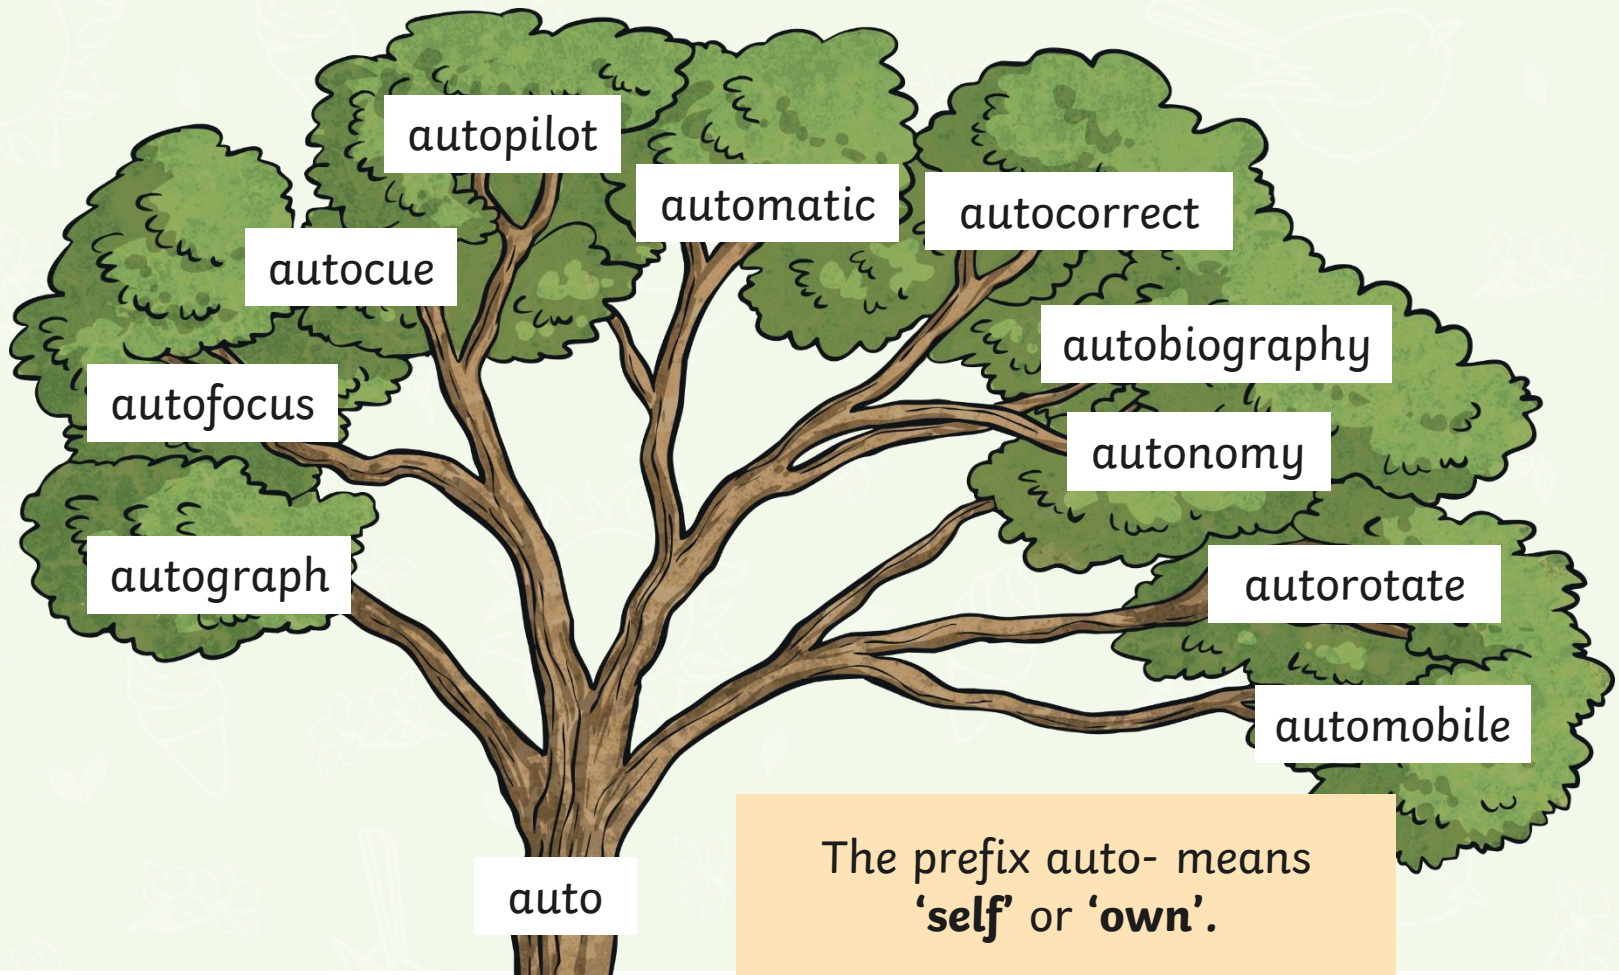 autopilot
automatic
autocorrect
autocue
autobiography
autofocus
autonomy
autograph
autorotate
automobile
auto
The prefix auto- means
‘self’ or ‘own’.